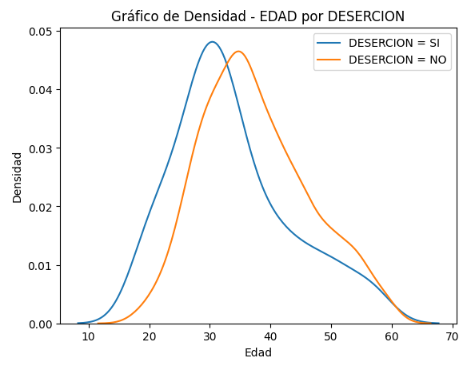 Gráfico de Densidad - EDAD por DESERCION
DESERCION = SI
DESERCION = NO
0.05
0.04
0.03
0.02
0.01
0.00
Densidad
10 20 30 40 50 60 70
Edad